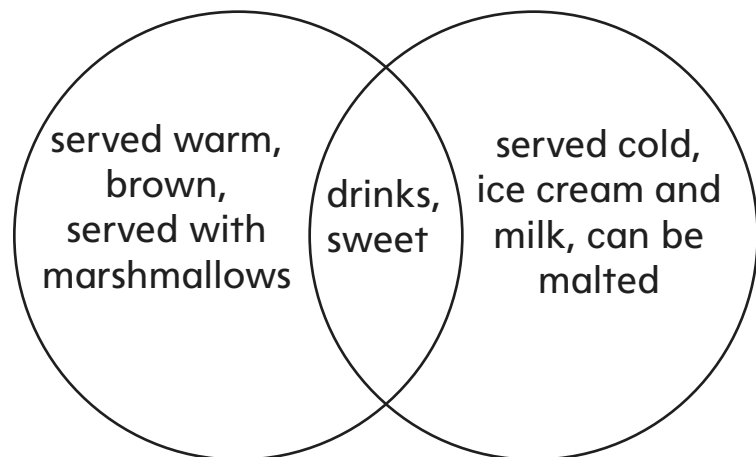 served warm,
brown,
served with
marshmallows
drinks,
sweet
served cold,
ice cream and
milk, can be
malted